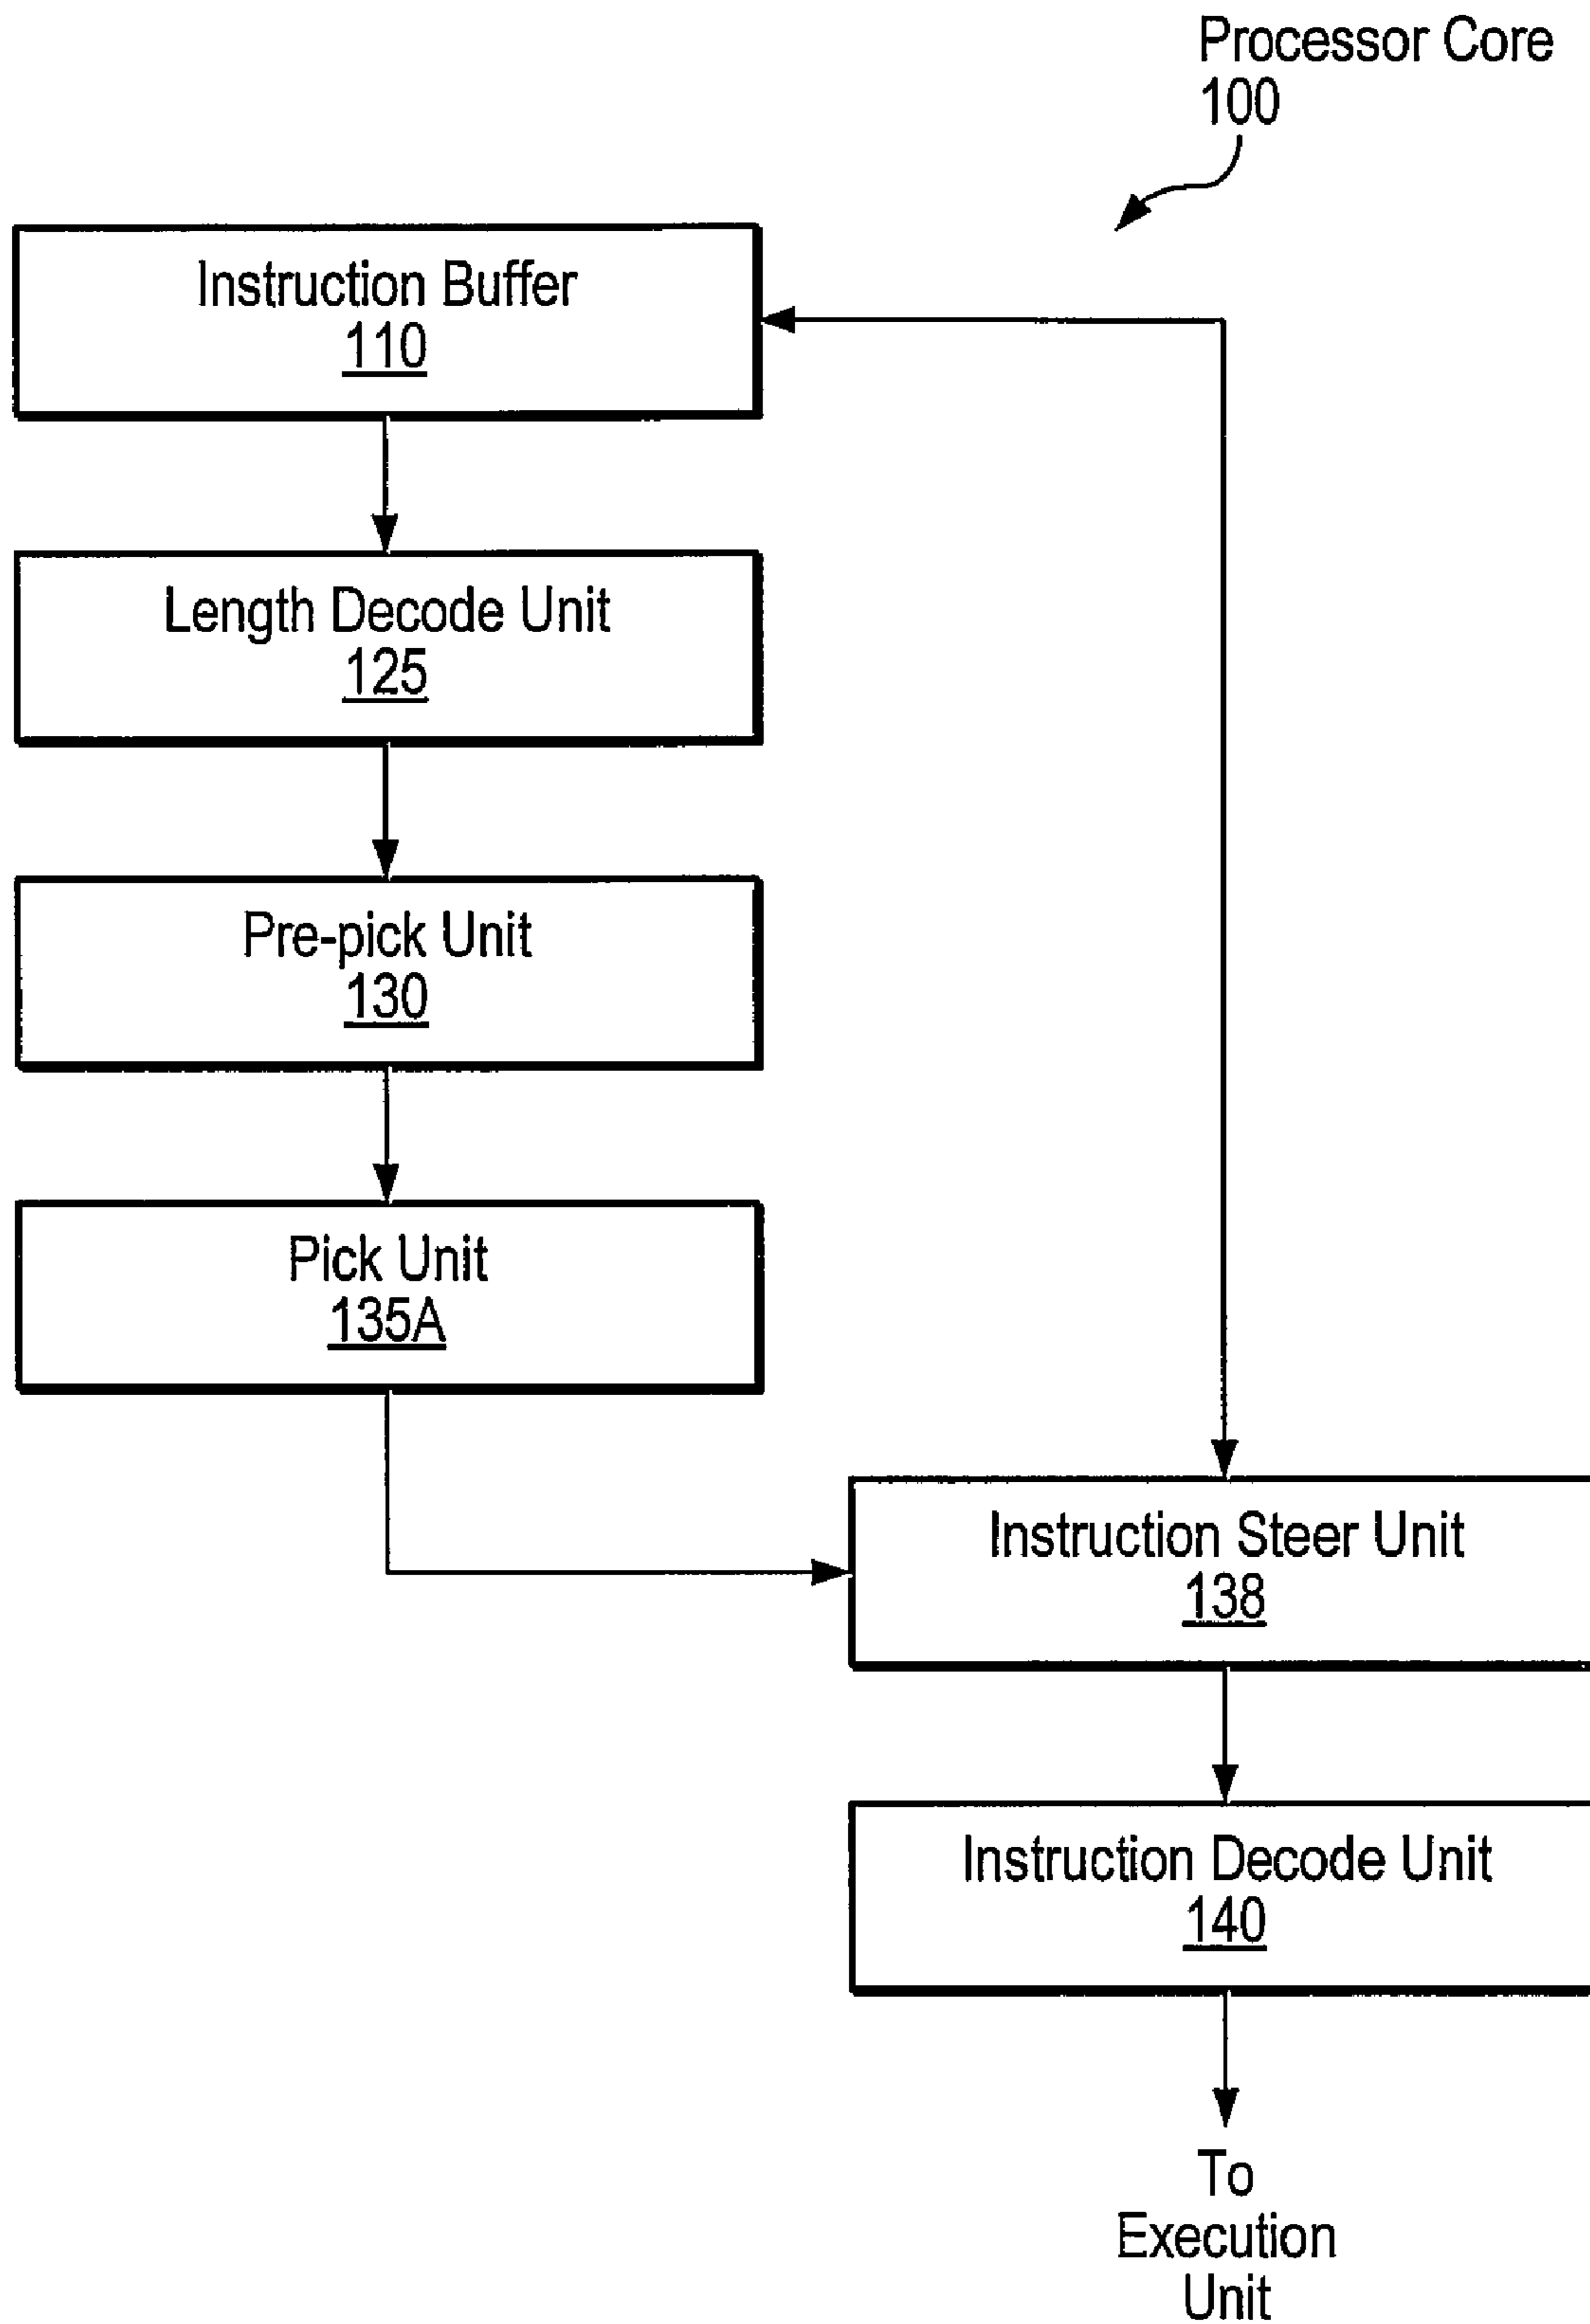 Processor Core
100
Instruction Buffer
110
Length Decode Unit
125
Pre-pick Unit
130
Pick Unit
135A
Instruction Steer Unit
138
Instruction Decode Unit
140
To
Execution
Unit